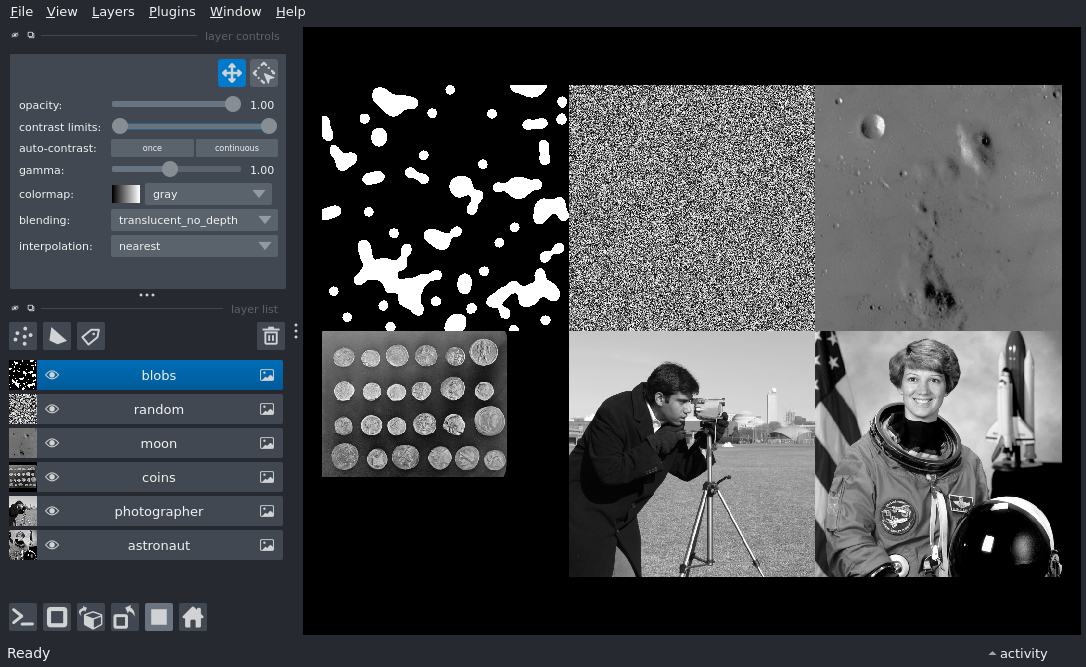 File View Layers Plugins Window Help
layer controls
opacity: 1.00
contrast limits:
auto-contrast: once continuous
gamma: 1.00
colormap: gray
blending: translucent_no_depth
interpolation: nearest
layer list
blobs
random
moon
coins
photographer
astronaut
Ready
activity